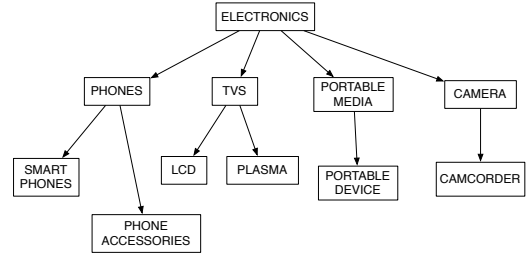 ELECTRONICS
PHONES
TVS
PORTABLE
MEDIA
CAMERA
SMART
PHONES
LCD
PLASMA
PORTABLE
DEVICE
CAMCORDER
PHONE
ACCESSORIES